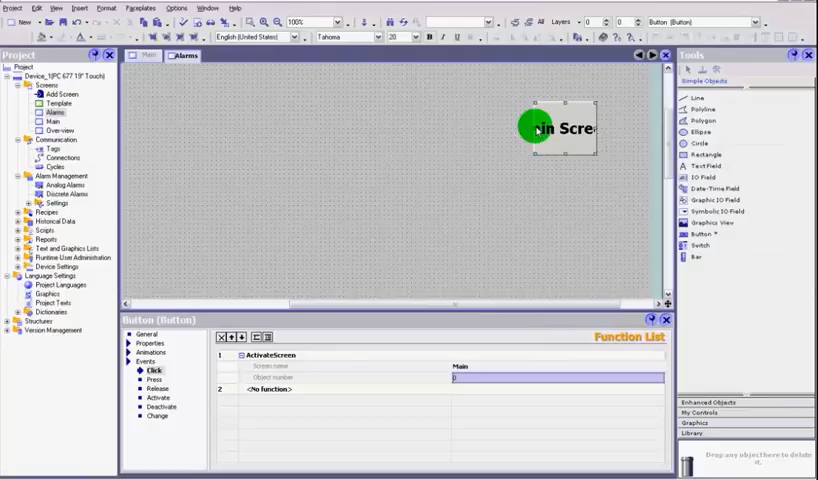 Project Edit View Insert Format Faceplates Options Window Help
New
100%
All Layers 0 0 Button (Button)
English (United States) Tahoma 20 B I U
Project
Main
Alarms
Tools
Project
Device_1(PC 677 19" Touch)
Screens
Add Screen
Template
Alarms
Main
Over-view
Communication
Tags
Connections
Cycles
Alarm Management
Analog Alarms
Discrete Alarms
Settings
Recipes
Historical Data
Scripts
Reports
Text and Graphics Lists
Runtime User Administration
Device Settings
Language Settings
Project Languages
Graphics
Project Texts
Dictionaries
Structures
Version Management
in Scre
Simple Objects
Line
Polyline
Polygon
Ellipse
Circle
Rectangle
Text Field
IO Field
Date-Time Field
Graphic IO Field
Symbolic IO Field
Graphics View
Button
Switch
Bar
Enhanced Objects
My Controls
Graphics
Library
Drop any object here to delete
it.
Button (Button)
General
Properties
Animations
Events
Click
Press
Release
Activate
Deactivate
Change
Function List
1 ActivateScreen
Screen name Main
Object number 0
2 <No function>